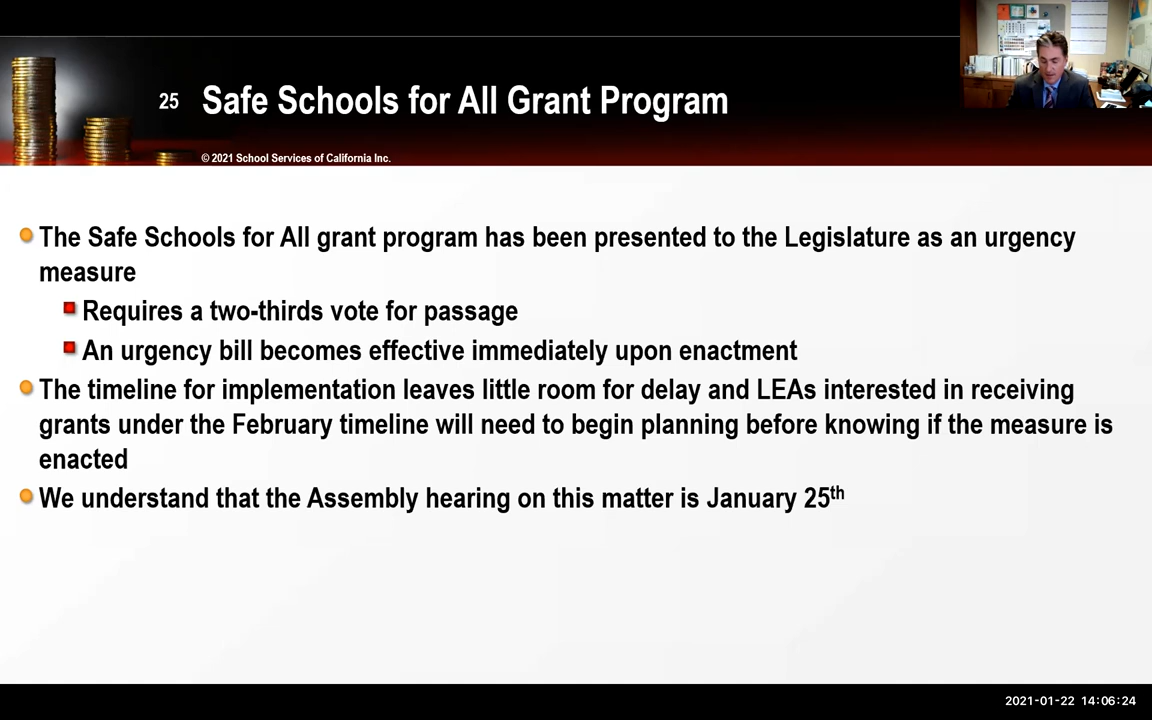 25 Safe Schools for All Grant Program
© 2021 School Services of California Inc.
The Safe Schools for All grant program has been presented to the Legislature as an urgency
measure
Requires a two-thirds vote for passage
An urgency bill becomes effective immediately upon enactment
The timeline for implementation leaves little room for delay and LEAs interested in receiving
grants under the February timeline will need to begin planning before knowing if the measure is
enacted
We understand that the Assembly hearing on this matter is January 25th
2021-01-22 14:06:24